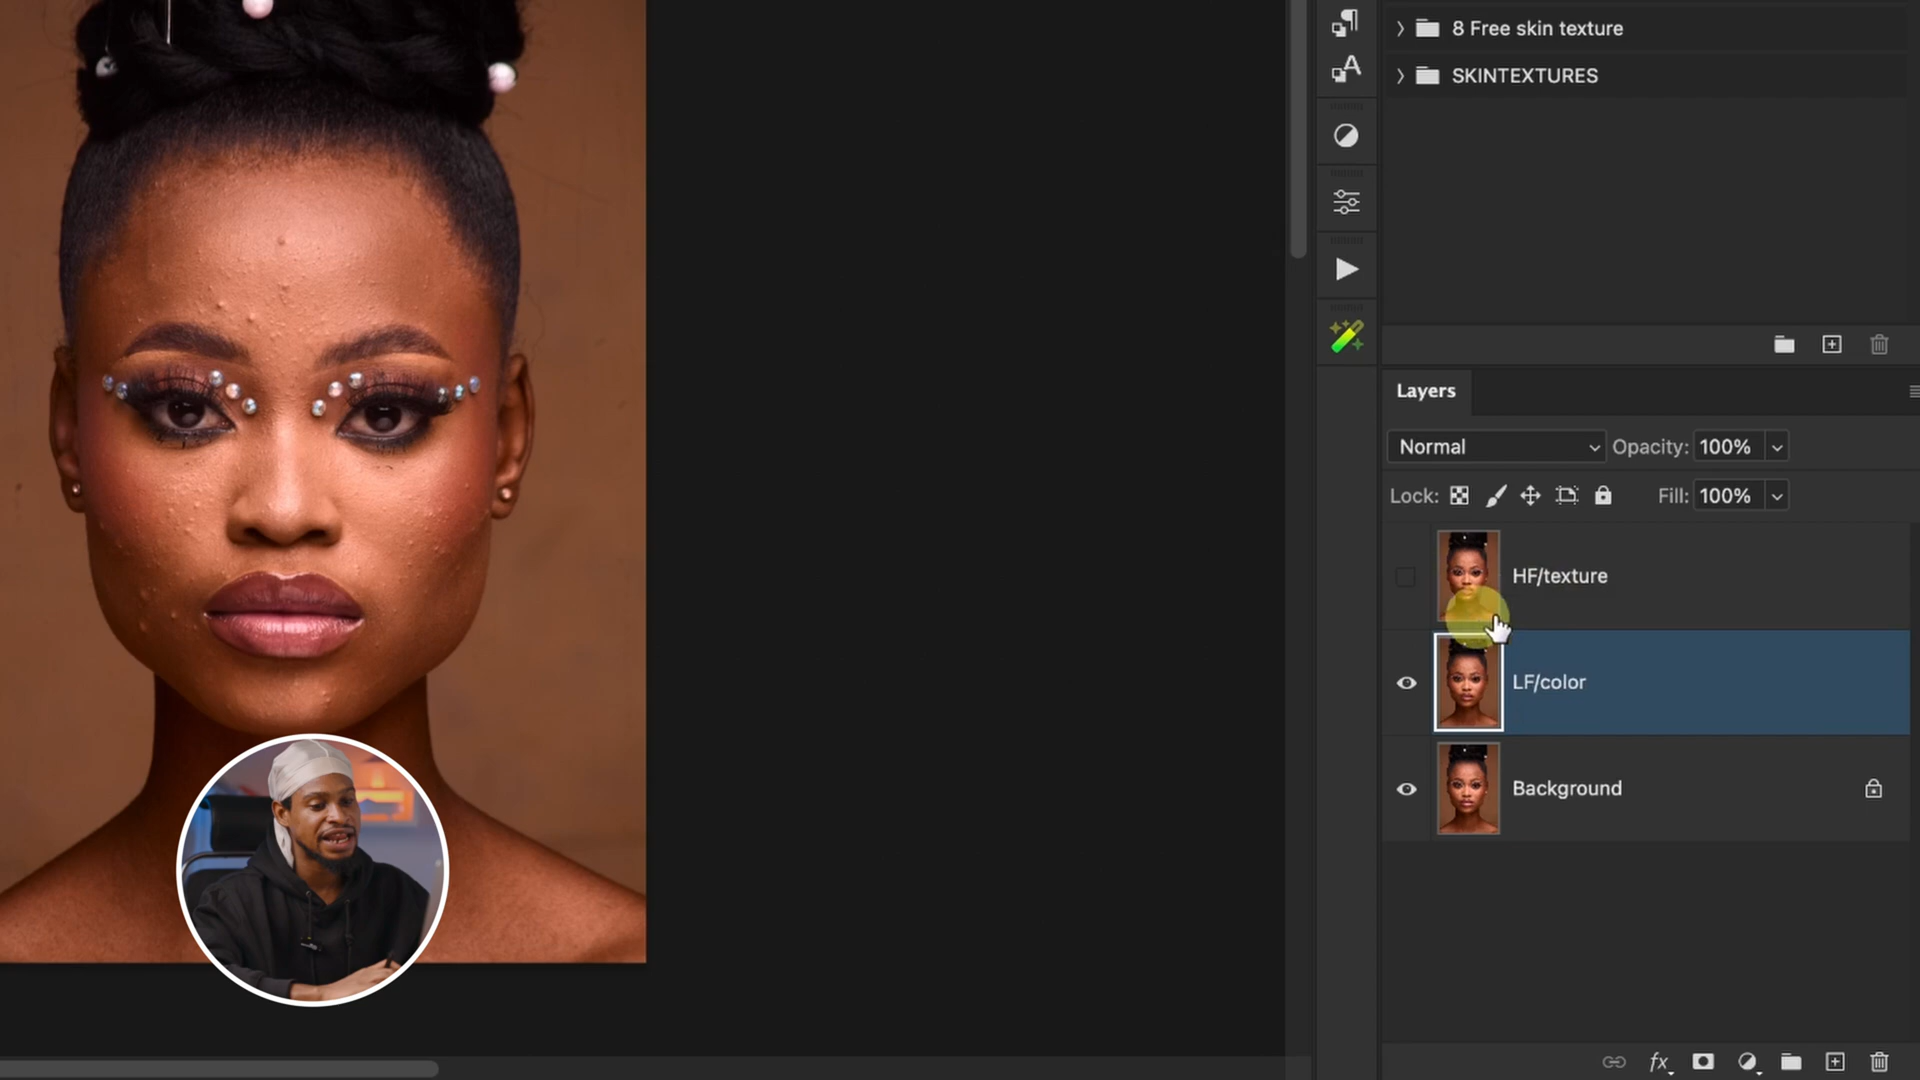 8 Free skin texture
SKINTEXTURES
Layers
Normal
Opacity: 100%
Lock:
Fill: 100%
HF/texture
LF/color
Background
fx